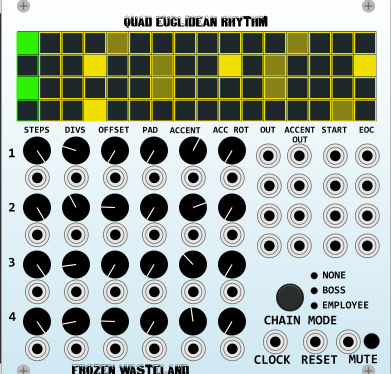 QUAD EUCLIDEAN RHYTHM
STEPS DIVS OFFSET PAD ACCENT ACC ROT OUT ACCENT OUT START EOC
1
2
3
4
NONE
BOSS
EMPLOYEE
CHAIN MODE
CLOCK RESET MUTE
FROZEN WASTELAND